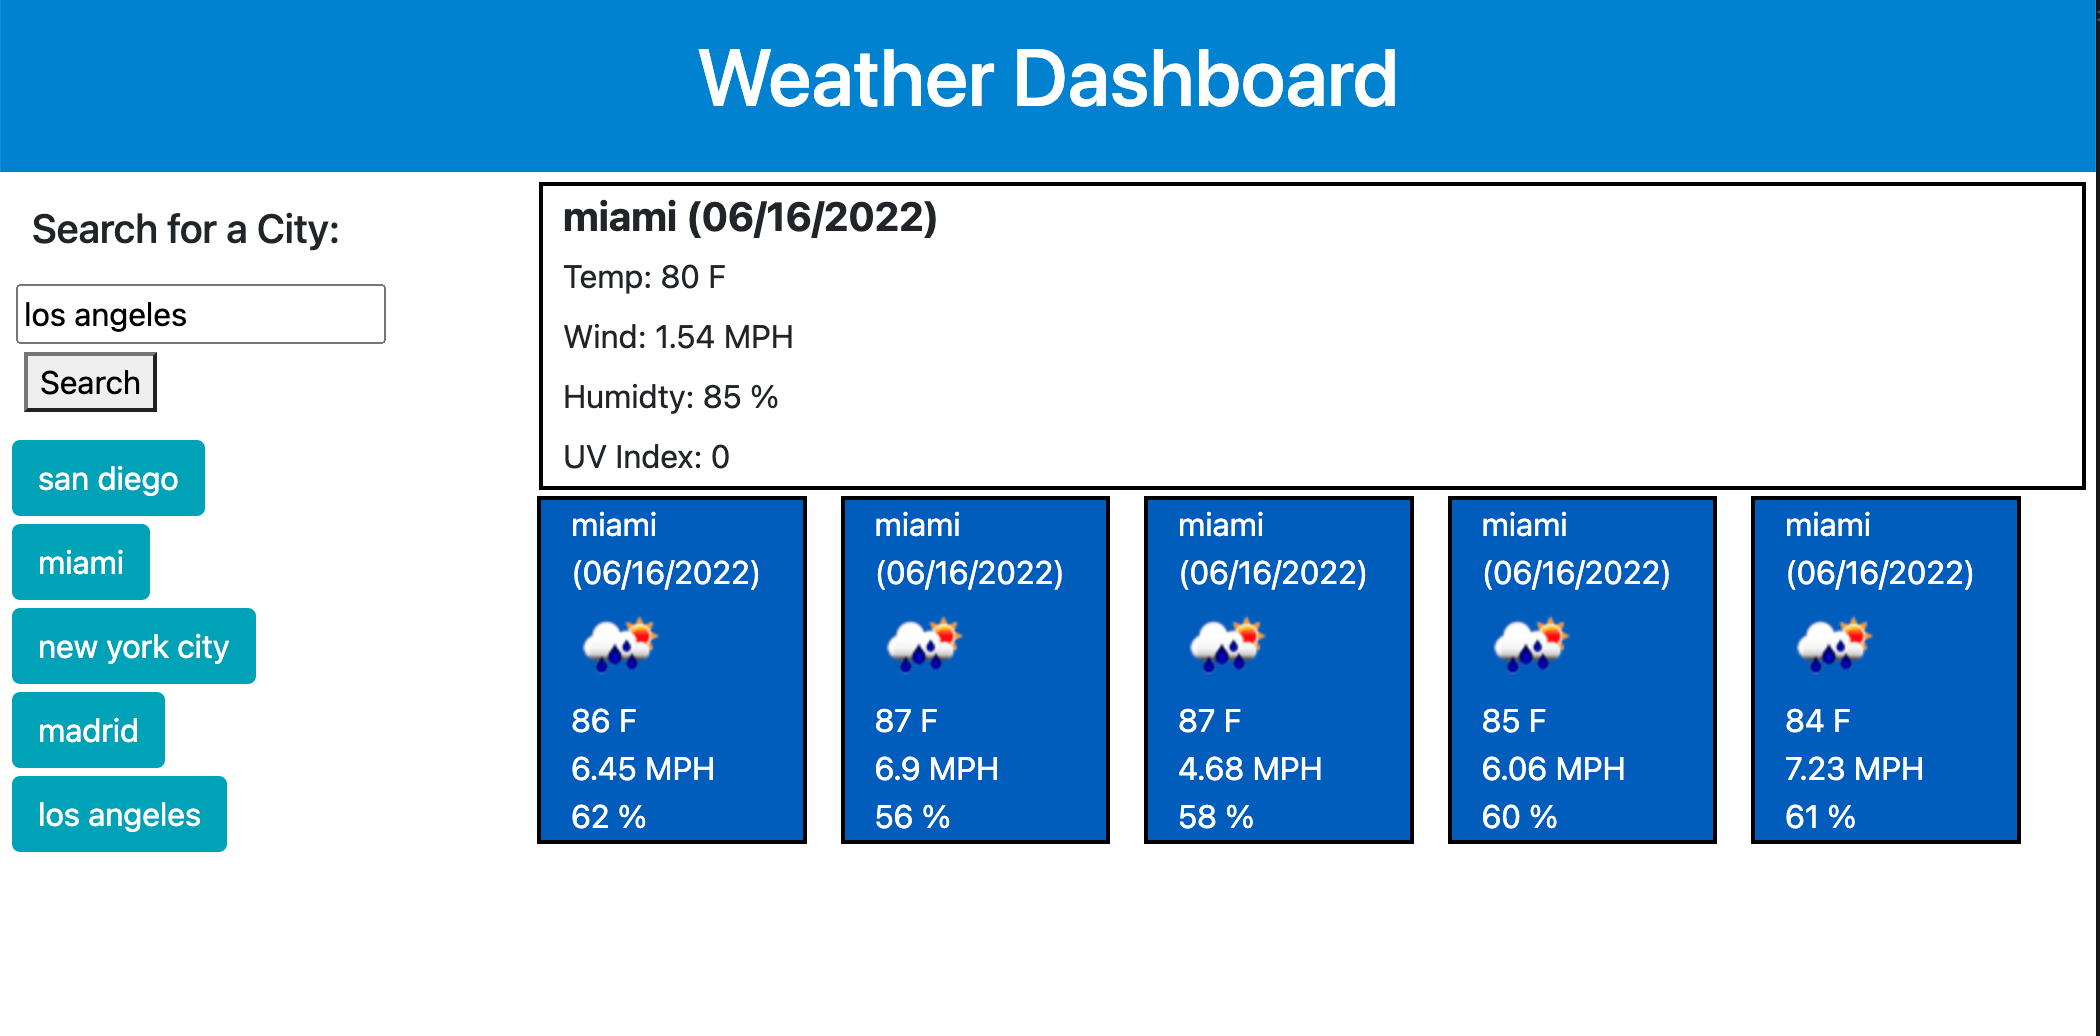 Weather Dashboard
Search for a City:
los angeles
Search
san diego
miami
new york city
madrid
los angeles
miami (06/16/2022)
Temp: 80 F
Wind: 1.54 MPH
Humidty: 85 %
UV Index: 0
miami
(06/16/2022)
86 F
6.45 MPH
62 %
miami
(06/16/2022)
87 F
6.9 MPH
56 %
miami
(06/16/2022)
87 F
4.68 MPH
58 %
miami
(06/16/2022)
85 F
6.06 MPH
60 %
miami
(06/16/2022)
84 F
7.23 MPH
61 %